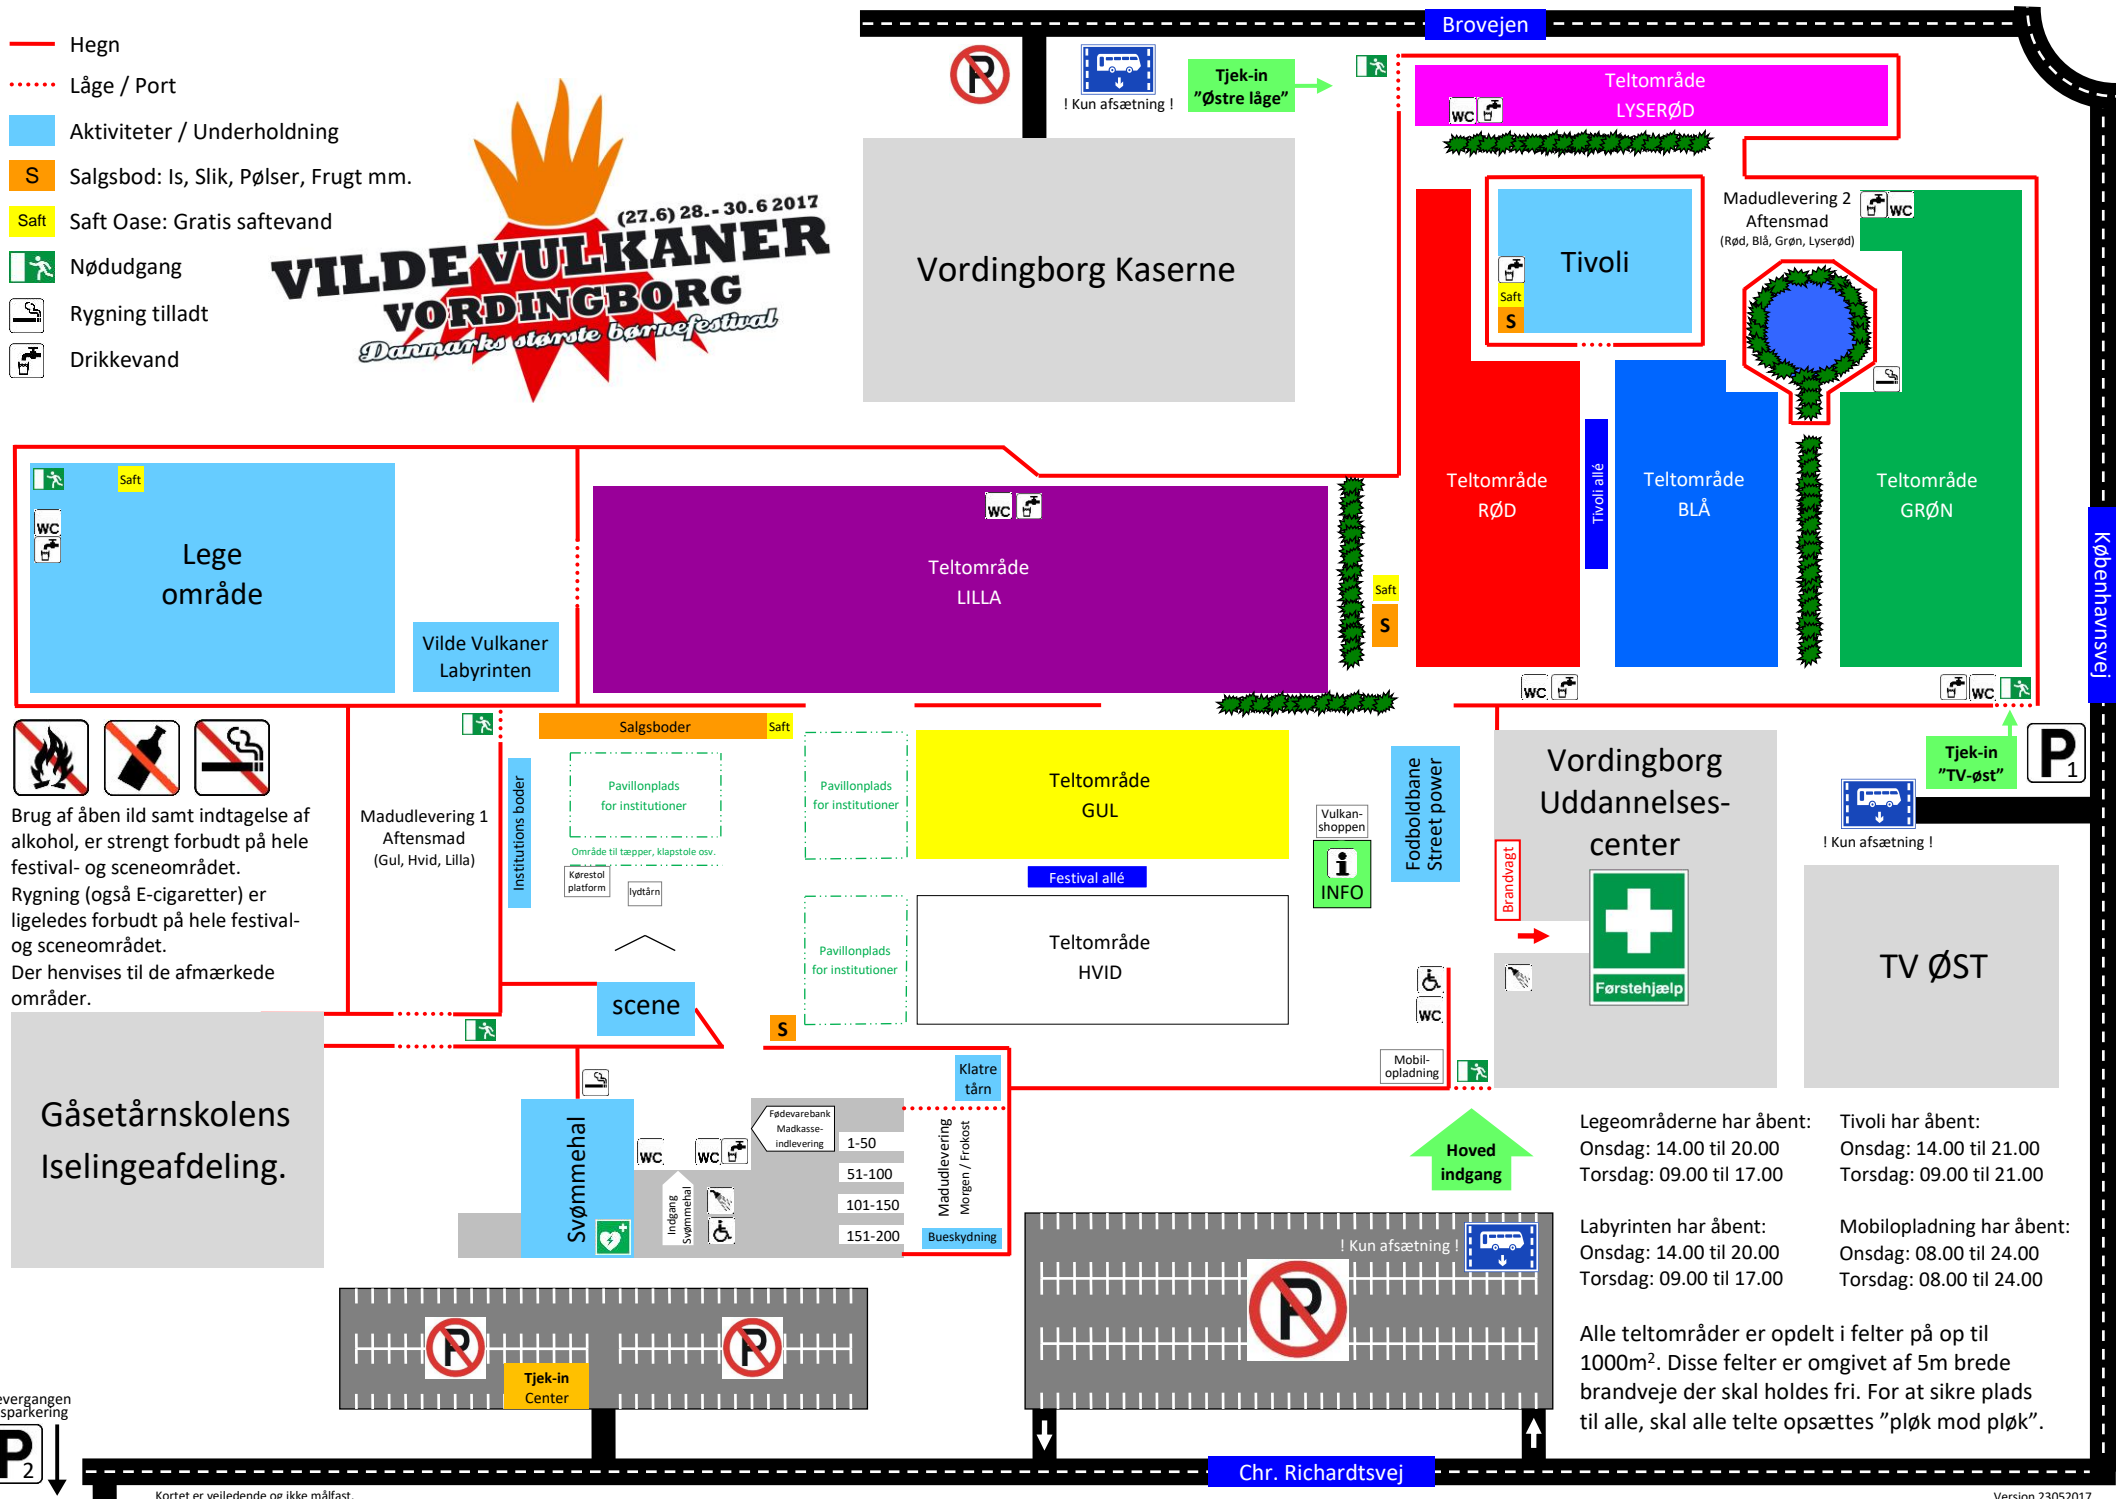 Hegn
Låge / Port
Aktiviteter / Underholdning
S
Salgsbod: Is, Slik, Pølser, Frugt mm.
Saft
Saft Oase: Gratis saftevand
Nødudgang
Rygning tilladt
Drikkevand
(27.6) 28.-30.6 2017
VILDE VULKANER
VORDINGBORG
Danmarks største børnefestival
Brovejen
P
! Kun afsætning !
Tjek-in
”Østre låge”
Teltområde
LYSERØD
WC
Vordingborg Kaserne
Tivoli
Saft
S
Madudlevering 2
Aftensmad
(Rød, Blå, Grøn, Lyserød)
WC
Teltområde
RØD
Tivoli allé
Teltområde
BLÅ
Teltområde
GRØN
Københavnsvej
Saft
WC
Lege
område
Vilde Vulkaner
Labyrinten
WC
Teltområde
LILLA
Saft
S
WC
WC
Tjek-in
”TV-øst”
P
1
! Kun afsætning !
Brug af åben ild samt indtagelse af
alkohol, er strengt forbudt på hele
festival- og sceneområdet.
Rygning (også E-cigaretter) er
ligeledes forbudt på hele festival-
og sceneområdet.
Der henvises til de afmærkede
områder.
Madudlevering 1
Aftensmad
(Gul, Hvid, Lilla)
Institutions boder
Salgsboder
Saft
Pavillonplads
for institutioner
Område til tæpper, klapstole osv.
Kørestol
platform
lydtårn
scene
Pavillonplads
for institutioner
Pavillonplads
for institutioner
Teltområde
GUL
Festival allé
Teltområde
HVID
Vulkan-
shoppen
i
INFO
Fodboldbane
Street power
Vordingborg
Uddannelses-
center
Brandvagt
Førstehjælp
TV ØST
WC
Mobil-
opladning
S
Gåsetårnskolens
Iselingeafdeling.
Svømmehal
WC
WC
Indgang
Svømmehal
Fødevarebank
Madkasse-
indlevering
1-50
51-100
101-150
151-200
Klatre
tårn
Madudlevering
Morgen / Frokost
Bueskydning
Hoved
indgang
! Kun afsætning !
P
P
P
Tjek-in
Center
Legeområderne har åbent:
Onsdag: 14.00 til 20.00
Torsdag: 09.00 til 17.00
Tivoli har åbent:
Onsdag: 14.00 til 21.00
Torsdag: 09.00 til 21.00
Labyrinten har åbent:
Onsdag: 14.00 til 20.00
Torsdag: 09.00 til 17.00
Mobilopladning har åbent:
Onsdag: 08.00 til 24.00
Torsdag: 08.00 til 24.00
Alle teltområder er opdelt i felter på op til
1000m². Disse felter er omgivet af 5m brede
brandveje der skal holdes fri. For at sikre plads
til alle, skal alle telte opsættes ”pløk mod pløk”.
P
2
Chr. Richardtsvej
Kortet er vejledende og ikke målfast.
Version 23052017